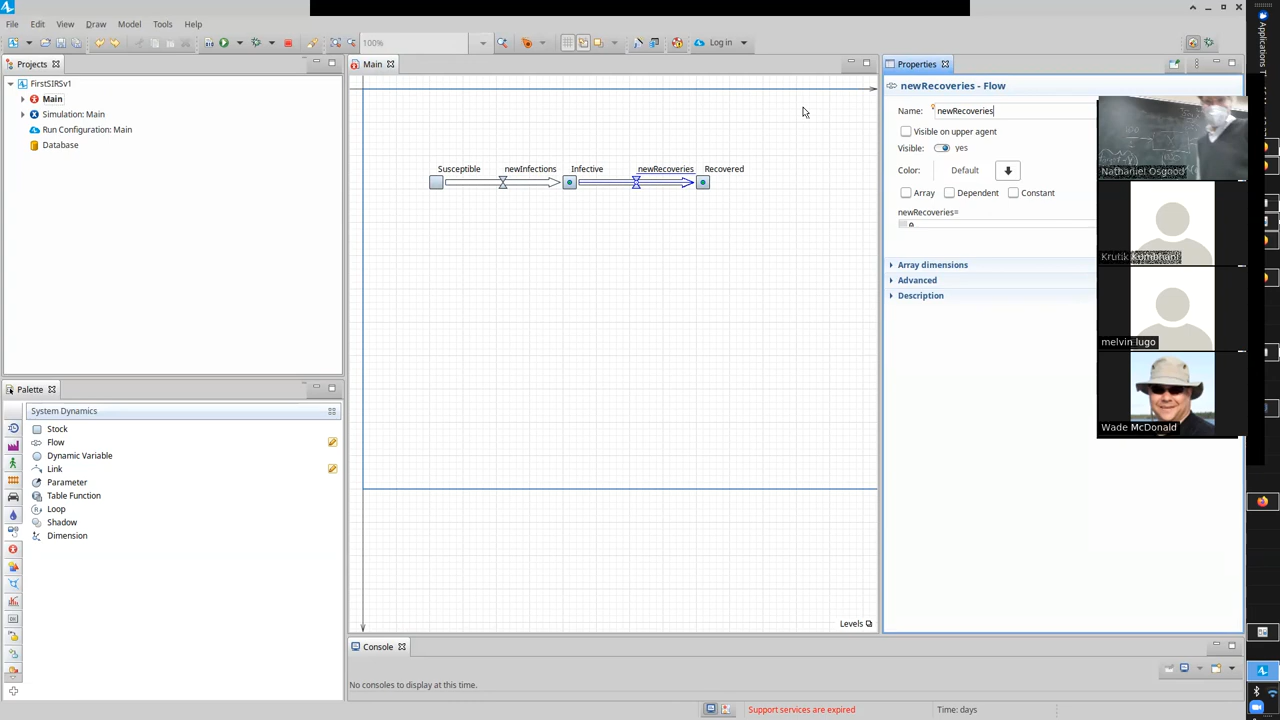 File Edit View Draw Model Tools Help
100%
Log in
Projects
FirstSIRSv1
Main
Simulation: Main
Run Configuration: Main
Database
Palette
System Dynamics
Stock
Flow
Dynamic Variable
Link
Parameter
Table Function
Loop
Shadow
Dimension
Main
Susceptible newInfections Infective newRecoveries Recovered
Levels
Console
No consoles to display at this time.
Properties
newRecoveries - Flow
Name: newRecoveries
Visible on upper agent
Visible: yes
Color: Default
Array Dependent Constant
newRecoveries=
Array dimensions
Advanced
Description
Nathaniel Osgood
Krutik Kumbhani
melvin lugo
Wade McDonald
Applications
Support services are expired
Time: days